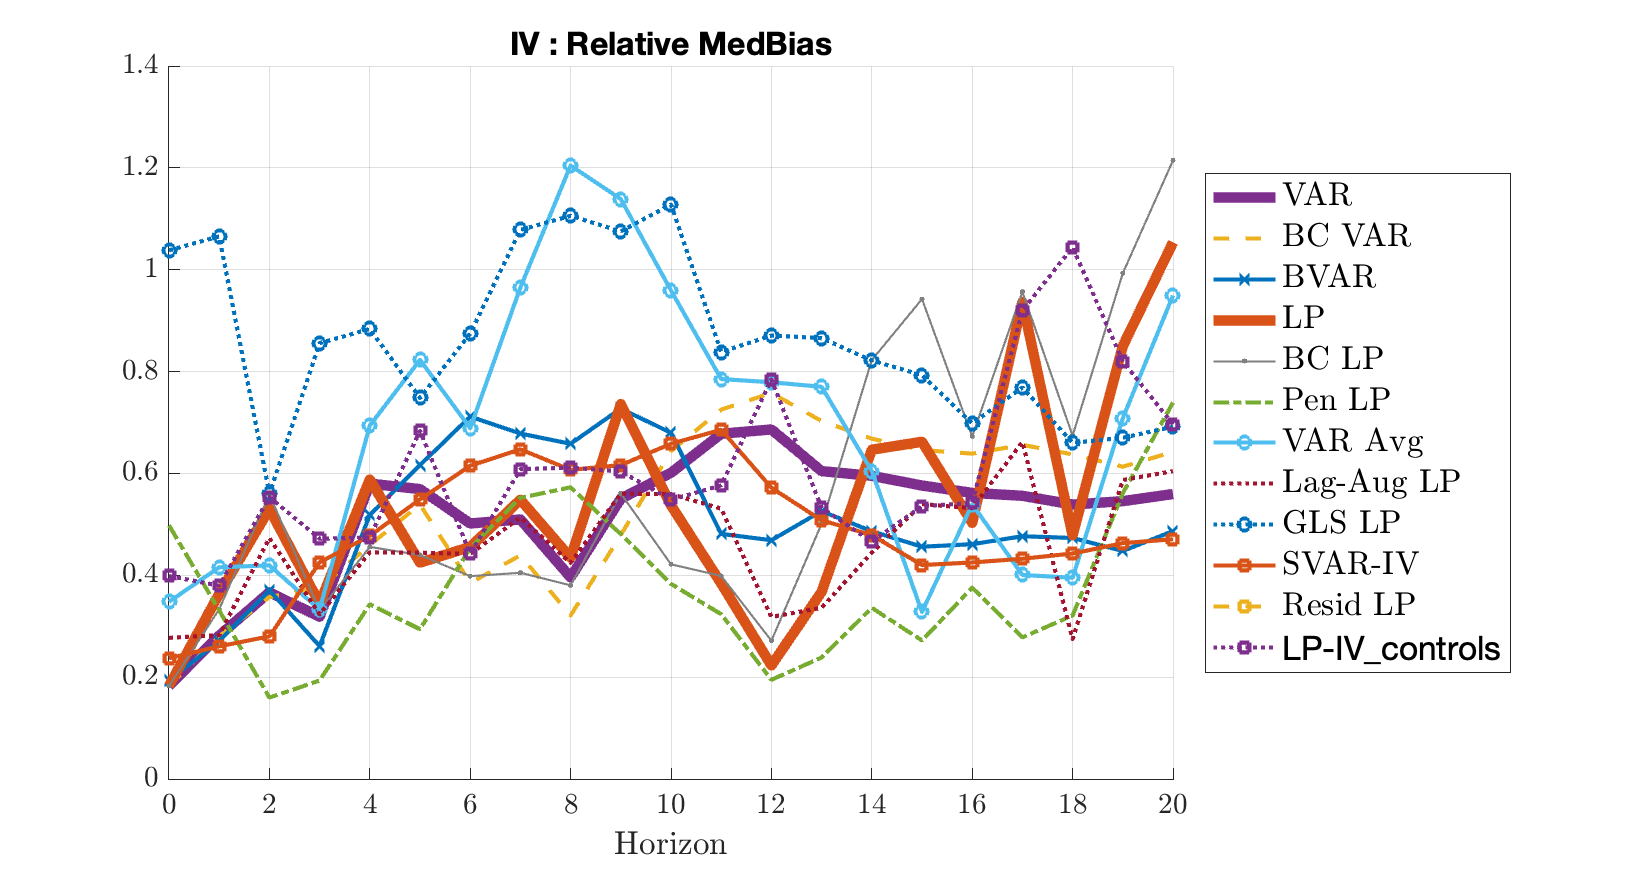 IV : Relative MedBias
1.4
1.2
1
0.8
0.6
0.4
0.2
0
0 2 4 6 8 10 12 14 16 18 20
Horizon
VAR
BC VAR
BVAR
LP
BC LP
Pen LP
VAR Avg
Lag-Aug LP
GLS LP
SVAR-IV
Resid LP
LP-IV_controls